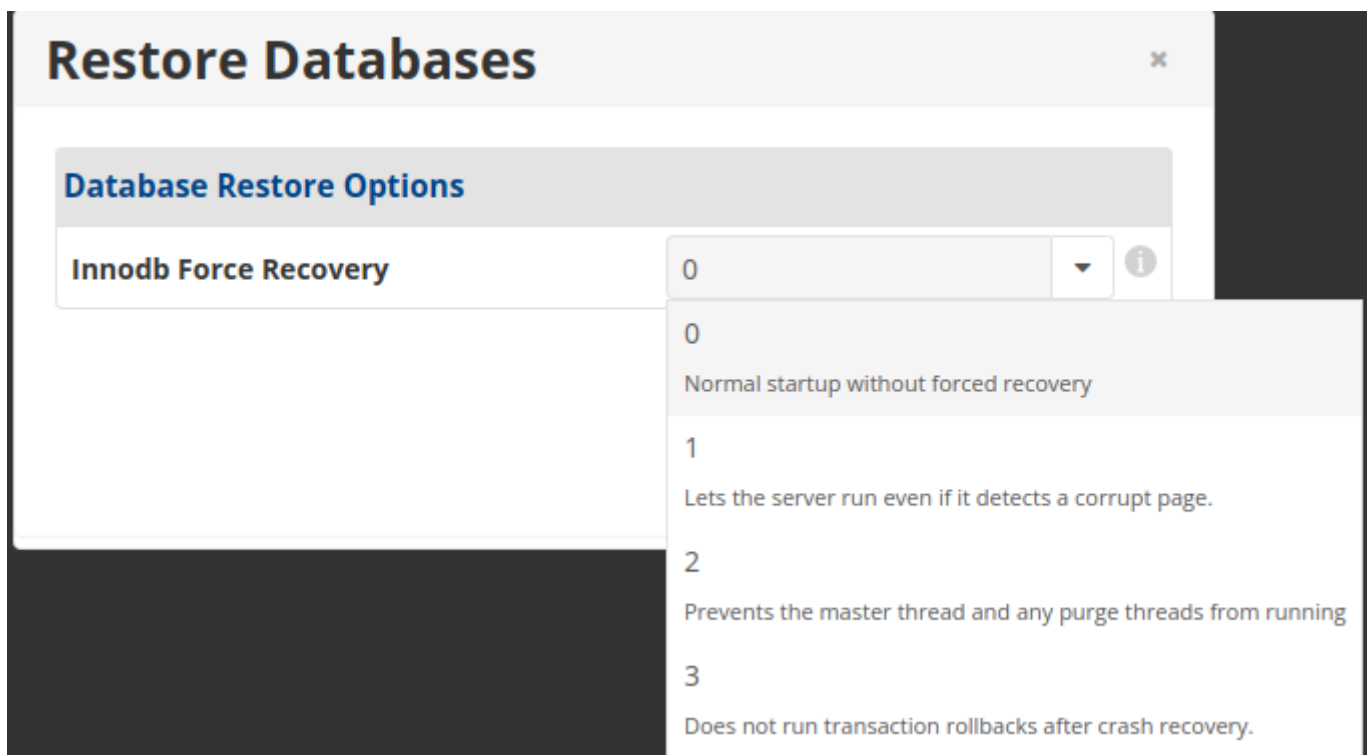 Restore Databases
Database Restore Options
Innodb Force Recovery
0
0
Normal startup without forced recovery
1
Lets the server run even if it detects a corrupt page.
2
Prevents the master thread and any purge threads from running
3
Does not run transaction rollbacks after crash recovery.